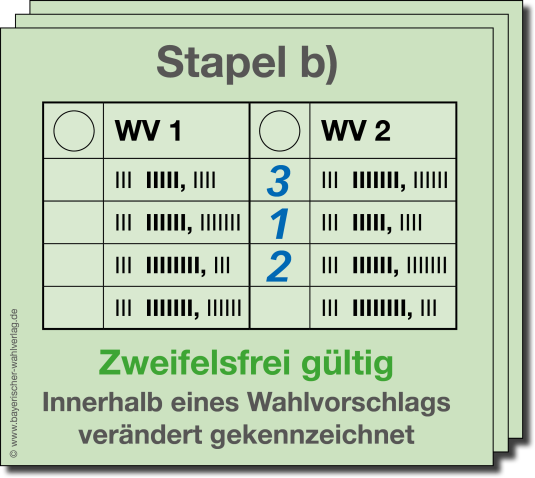 Stapel b)
WV 1 WV 2
3
1
2
Zweifelsfrei gültig
Innerhalb eines Wahlvorschlags
verändert gekennzeichnet
© www.bayerischer-wahlverlag.de